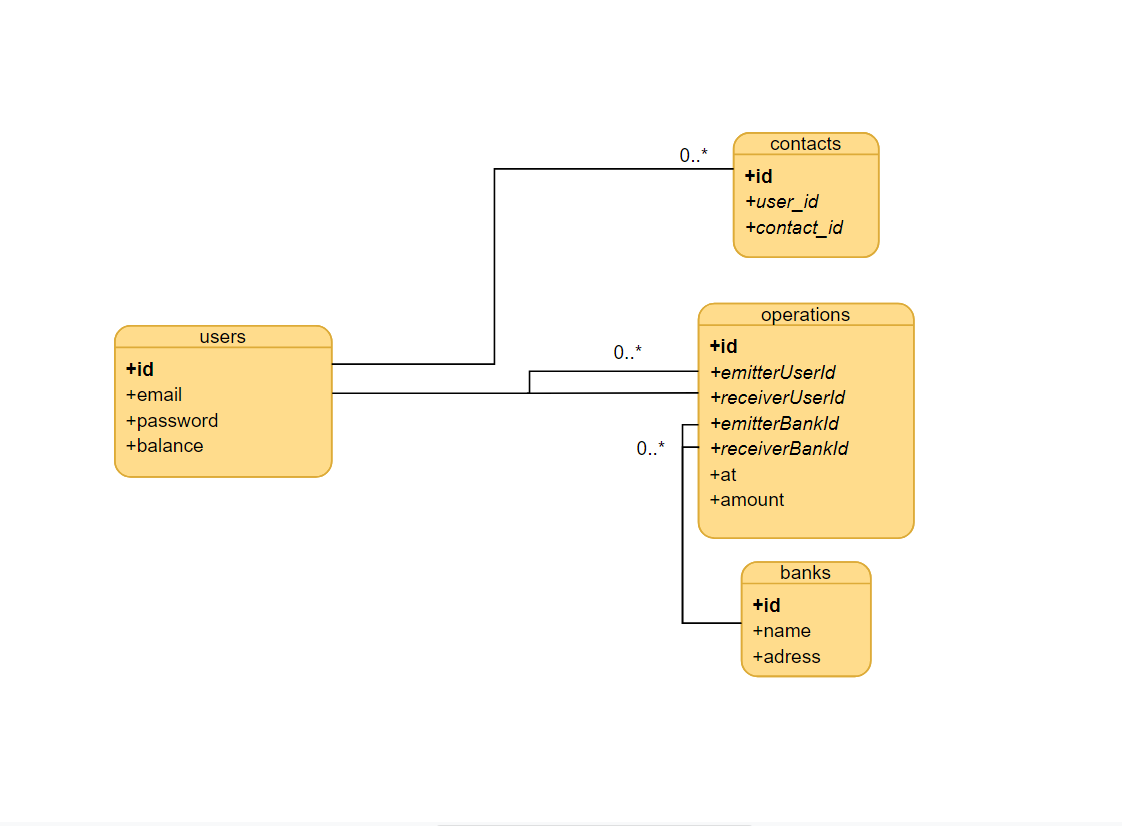 0..*
contacts
+id
+user_id
+contact_id
users
+id
+email
+password
+balance
0..*
0..*
operations
+id
+emitterUserId
+receiverUserId
+emitterBankId
+receiverBankId
+at
+amount
banks
+id
+name
+adress